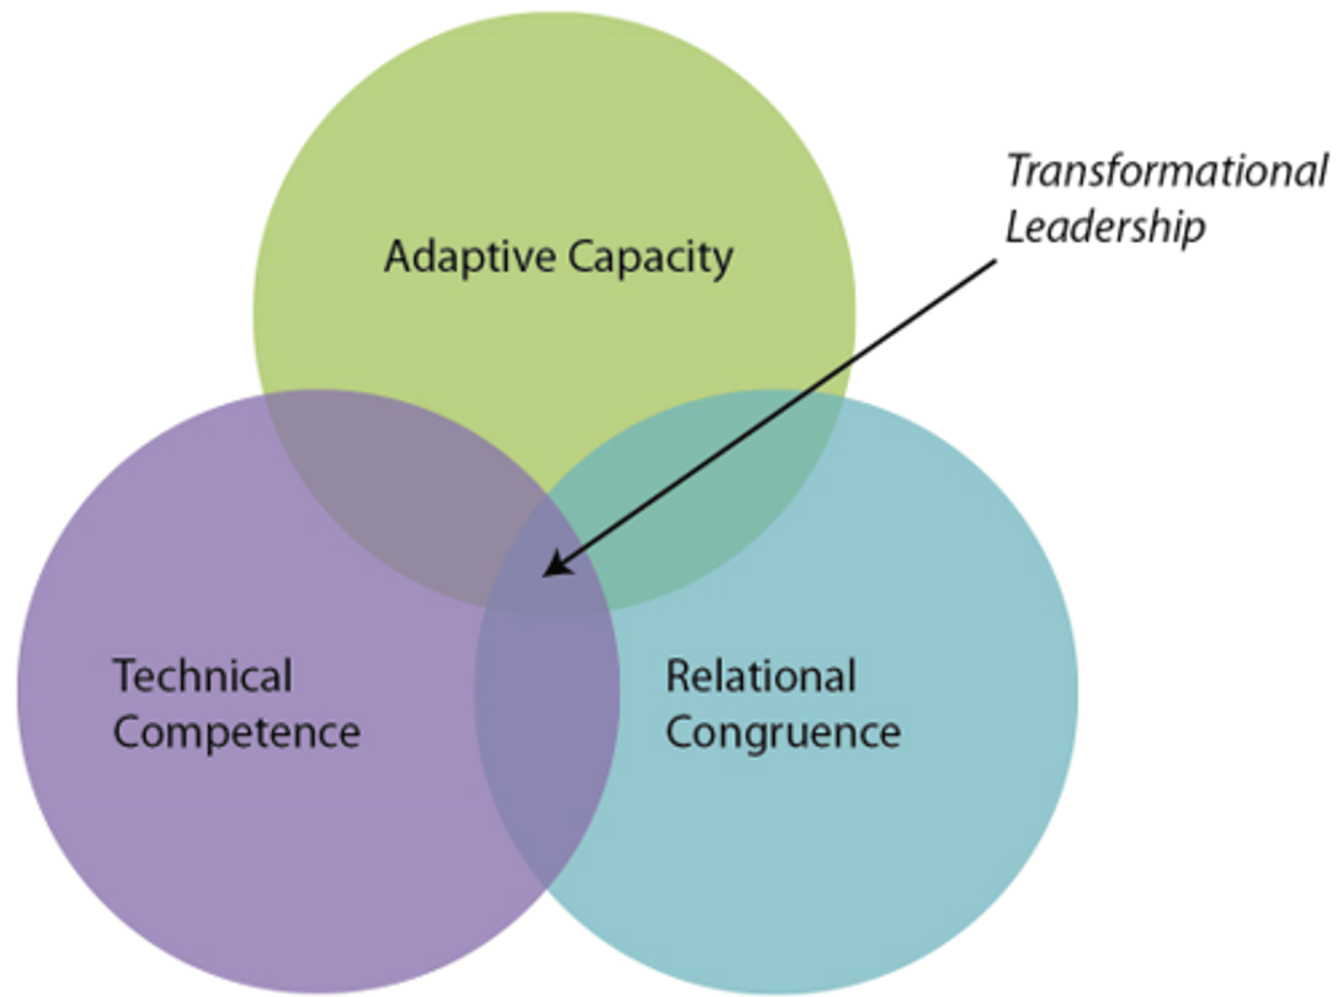 Adaptive Capacity
Transformational
Leadership
Technical
Competence
Relational
Congruence